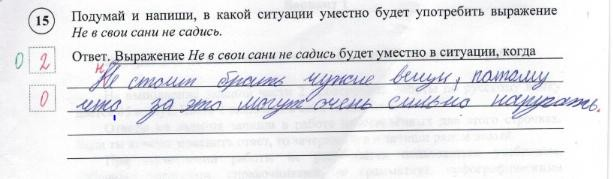 15 Подумай и напиши, в какой ситуации уместно будет употребить выражение
Не в свои сани не садись.
Ответ. Выражение Не в свои сани не садись будет уместно в ситуации, когда
0 2 Не стоит брать чужие вещи, потому
0 что за это могут очень сильно наругать.